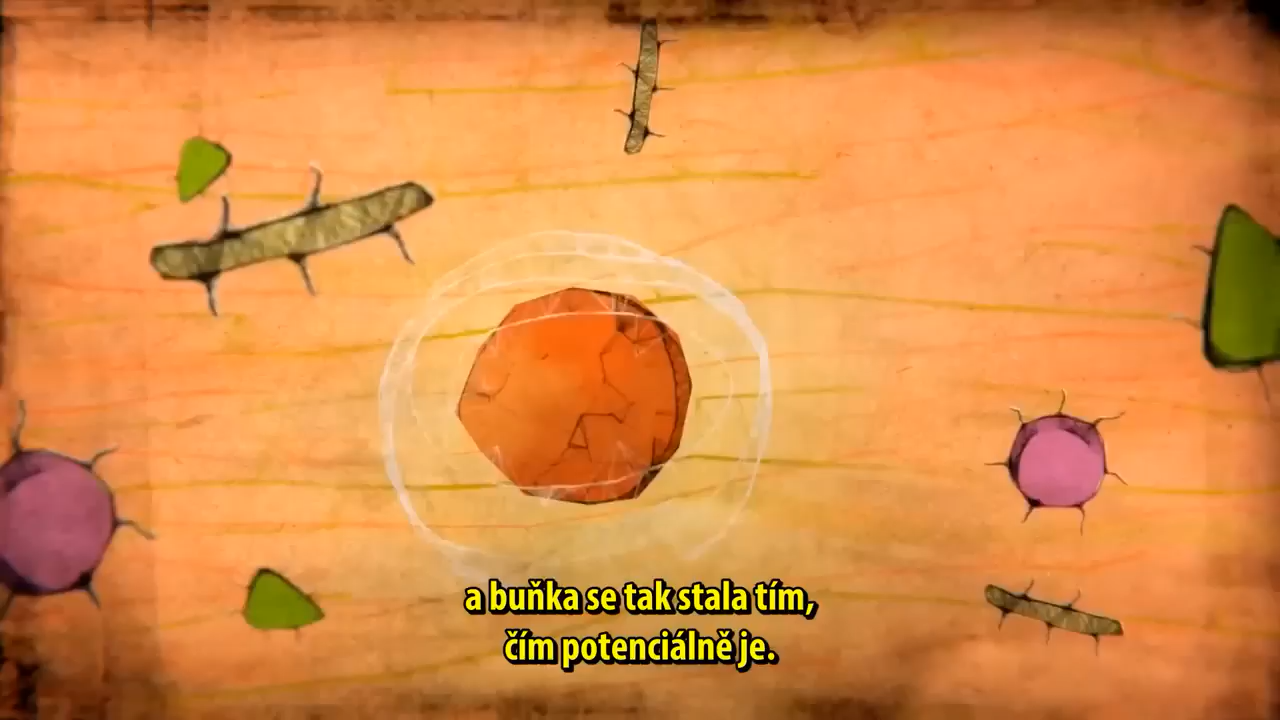 a buňka se tak stala tím,
čím potenciálně je.